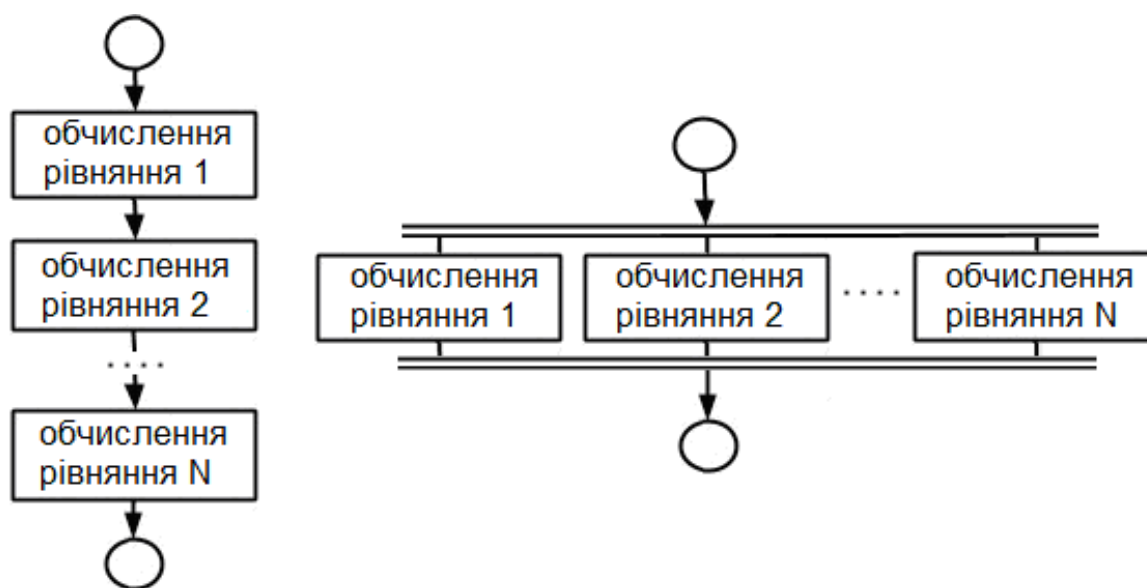 обчислення
рівняння 1
обчислення
рівняння 2
. . . .
обчислення
рівняння N
обчислення
рівняння 1
обчислення
рівняння 2
. . . .
обчислення
рівняння N